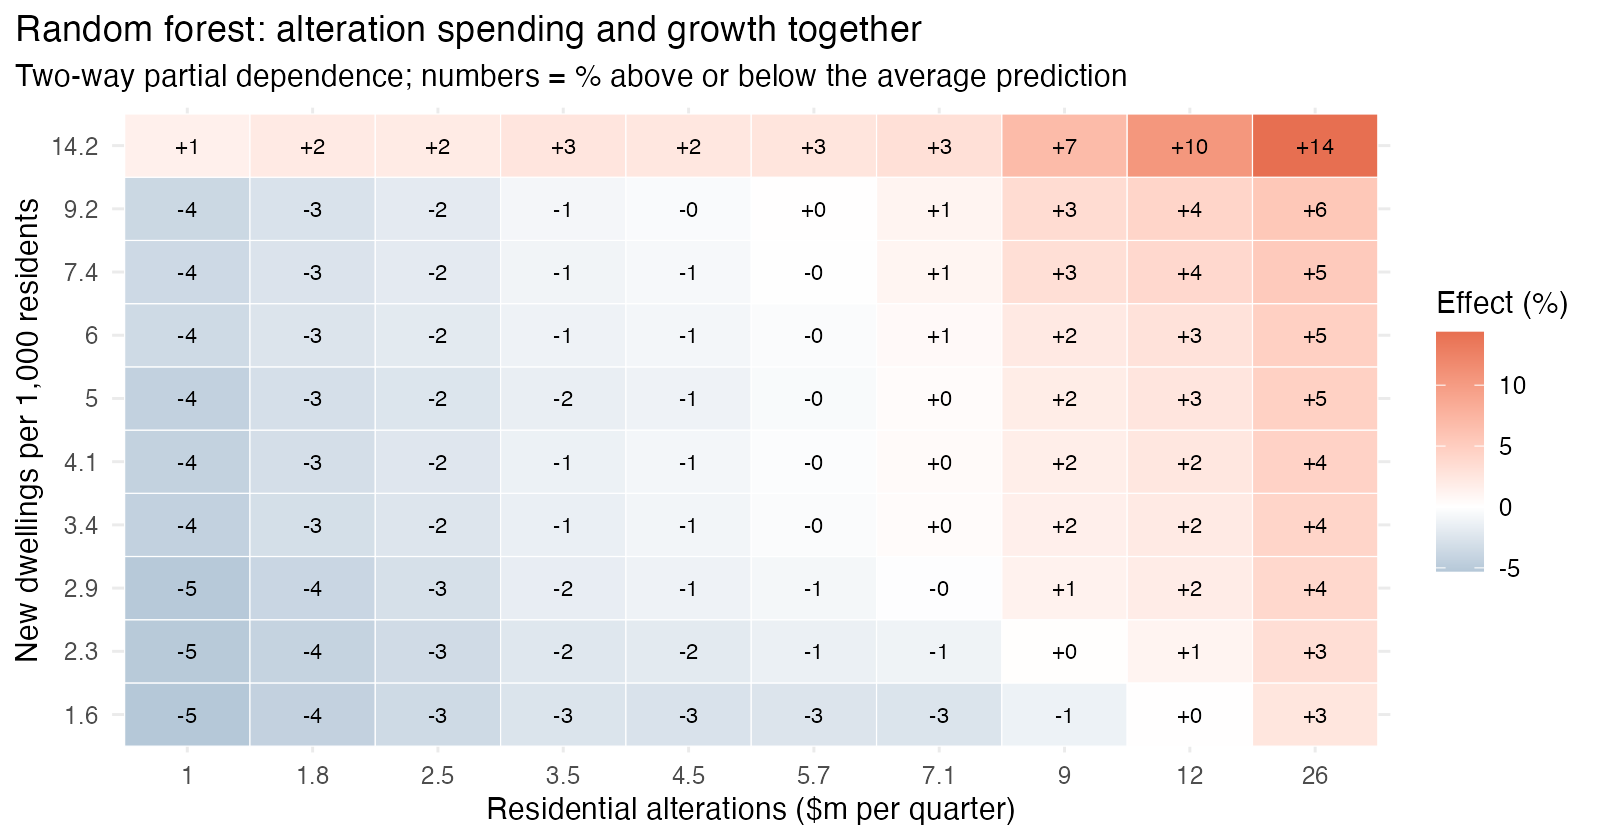 Random forest: alteration spending and growth together
Two-way partial dependence; numbers = % above or below the average prediction
New dwellings per 1,000 residents
14.2 +1 +2 +2 +3 +2 +3 +3 +7 +10 +14
9.2 -4 -3 -2 -1 -0 +0 +1 +3 +4 +6
7.4 -4 -3 -2 -1 -1 -0 +1 +3 +4 +5
6 -4 -3 -2 -1 -1 -0 +1 +2 +3 +5
5 -4 -3 -2 -2 -1 -0 +0 +2 +3 +5
4.1 -4 -3 -2 -1 -1 -0 +0 +2 +2 +4
3.4 -4 -3 -2 -1 -1 -0 +0 +2 +2 +4
2.9 -5 -4 -3 -2 -1 -1 -0 +1 +2 +4
2.3 -5 -4 -3 -2 -2 -1 -1 +0 +1 +3
1.6 -5 -4 -3 -3 -3 -3 -3 -1 +0 +3
1 1.8 2.5 3.5 4.5 5.7 7.1 9 12 26
Residential alterations ($m per quarter)
Effect (%)
10
5
0
-5